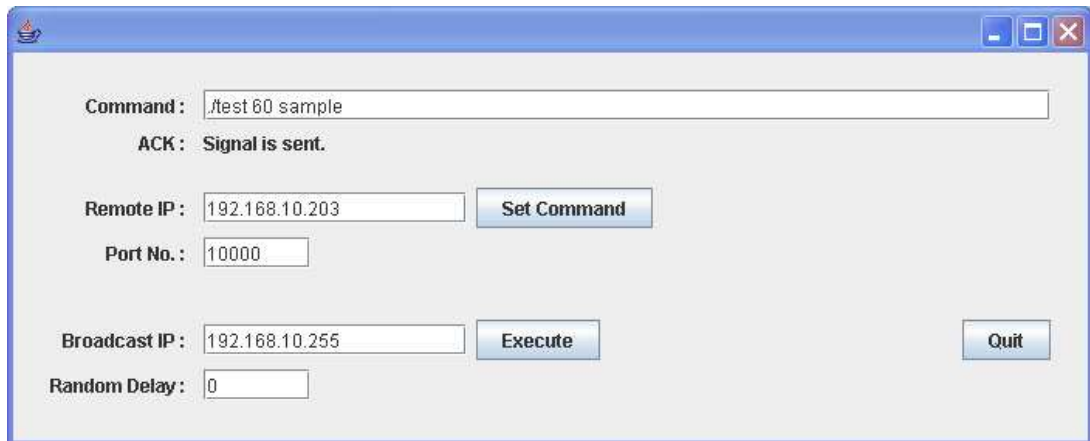 Command : ./test 60 sample
ACK : Signal is sent.
Remote IP : 192.168.10.203 Set Command
Port No. : 10000
Broadcast IP : 192.168.10.255 Execute Quit
Random Delay : 0